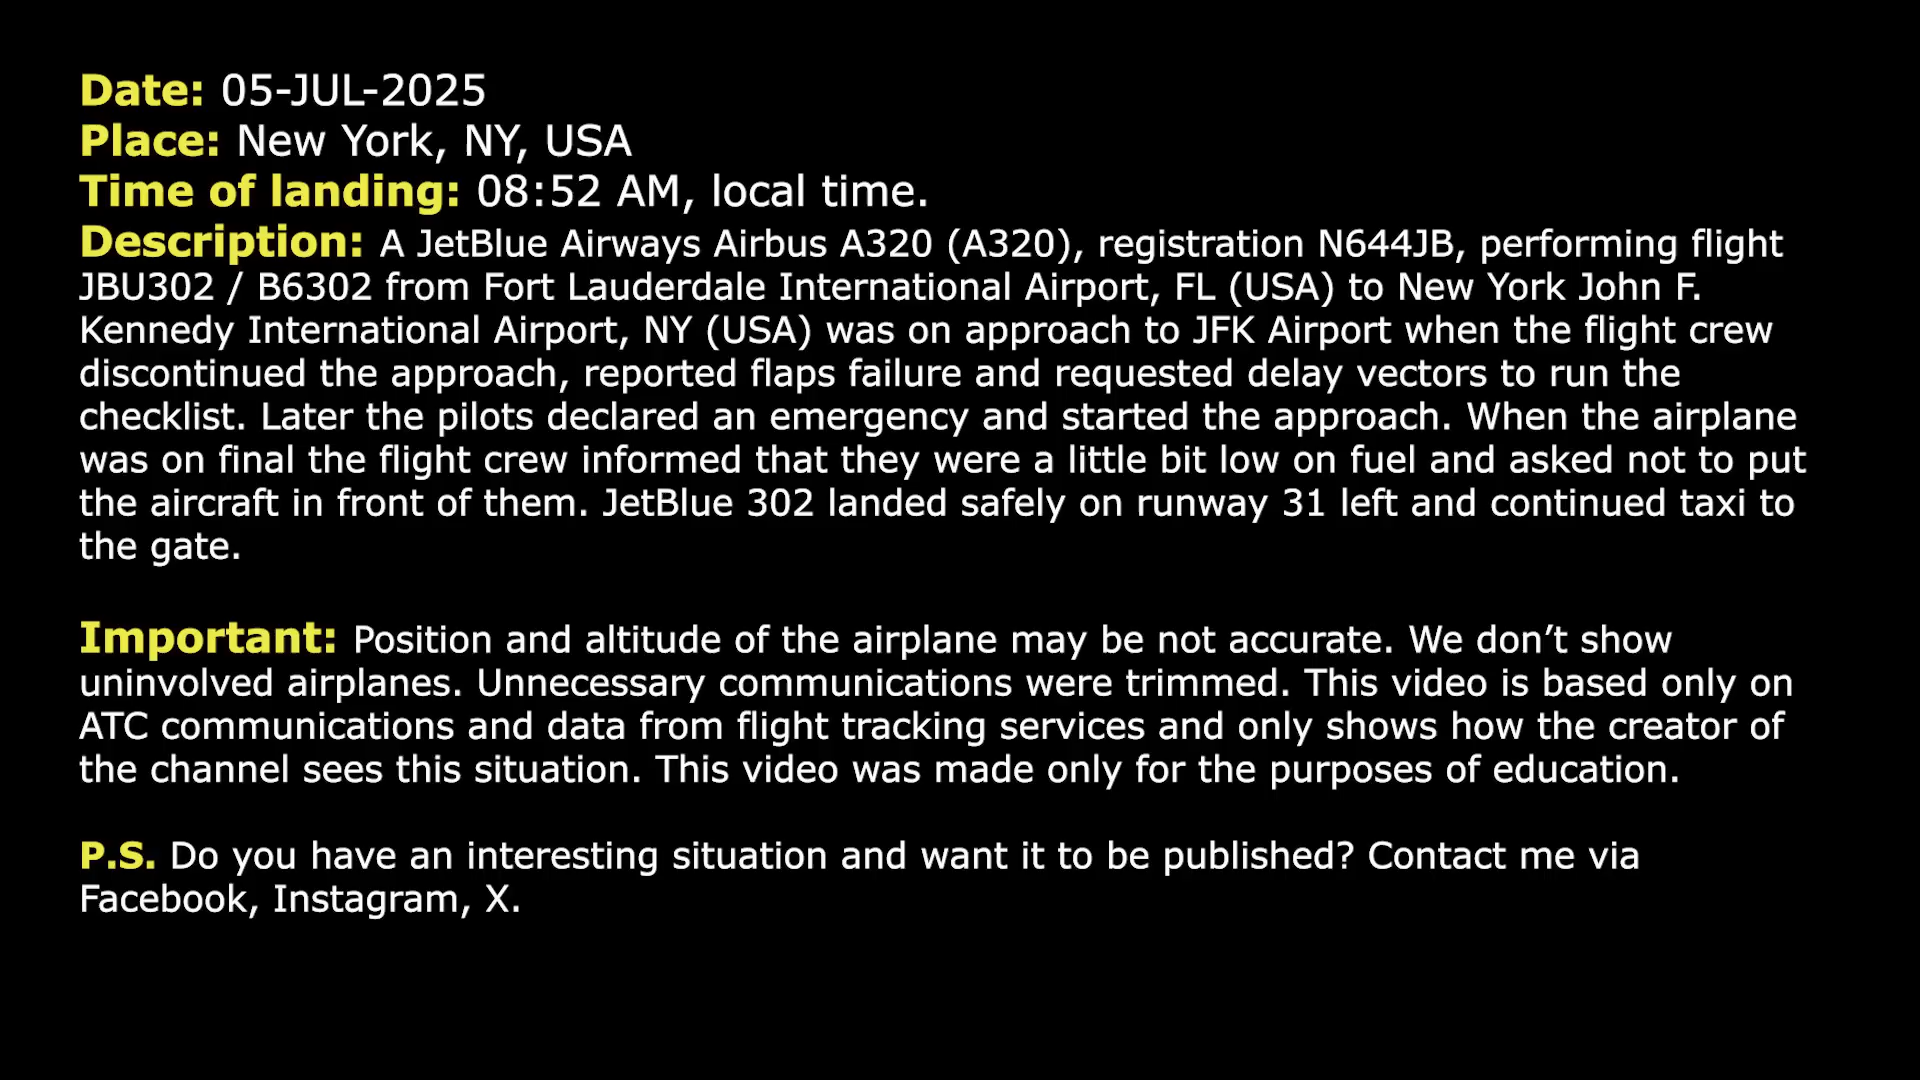 Date: 05-JUL-2025
Place: New York, NY, USA
Time of landing: 08:52 AM, local time.
Description: A JetBlue Airways Airbus A320 (A320), registration N644JB, performing flight
JBU302 / B6302 from Fort Lauderdale International Airport, FL (USA) to New York John F.
Kennedy International Airport, NY (USA) was on approach to JFK Airport when the flight crew
discontinued the approach, reported flaps failure and requested delay vectors to run the
checklist. Later the pilots declared an emergency and started the approach. When the airplane
was on final the flight crew informed that they were a little bit low on fuel and asked not to put
the aircraft in front of them. JetBlue 302 landed safely on runway 31 left and continued taxi to
the gate.
Important: Position and altitude of the airplane may be not accurate. We don’t show
uninvolved airplanes. Unnecessary communications were trimmed. This video is based only on
ATC communications and data from flight tracking services and only shows how the creator of
the channel sees this situation. This video was made only for the purposes of education.
P.S. Do you have an interesting situation and want it to be published? Contact me via
Facebook, Instagram, X.